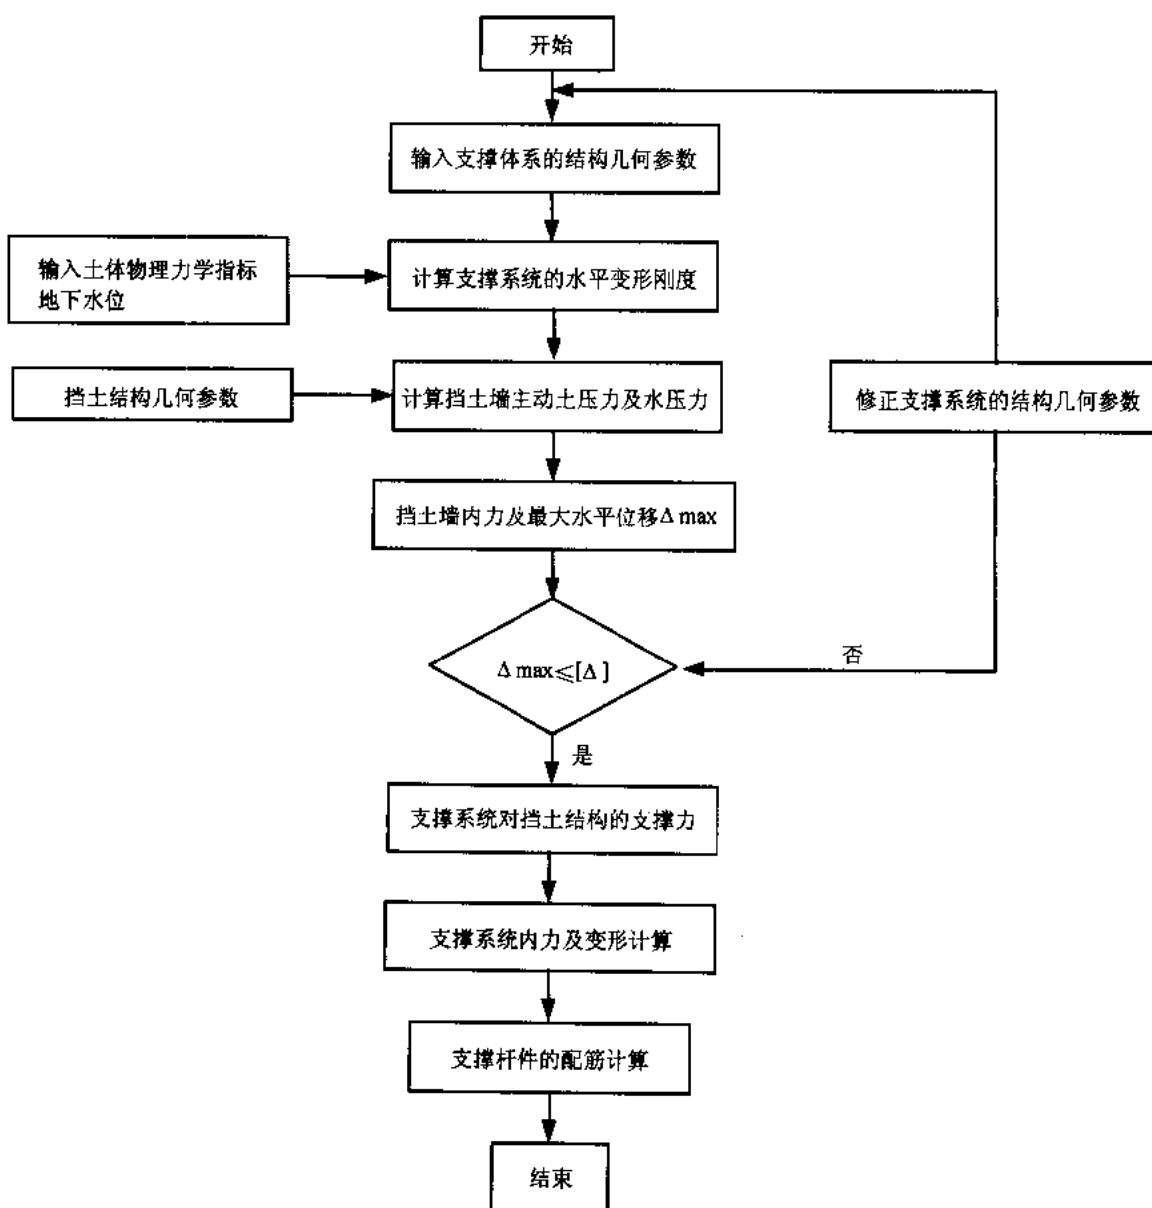 开始
输入支撑体系的结构几何参数
输入土体物理力学指标
地下水位
计算支撑系统的水平变形刚度
挡土结构几何参数
计算挡土墙主动土压力及水压力
修正支撑系统的结构几何参数
挡土墙内力及最大水平位移Δmax
Δmax≤[Δ]
否
是
支撑系统对挡土结构的支撑力
支撑系统内力及变形计算
支撑杆件的配筋计算
结束